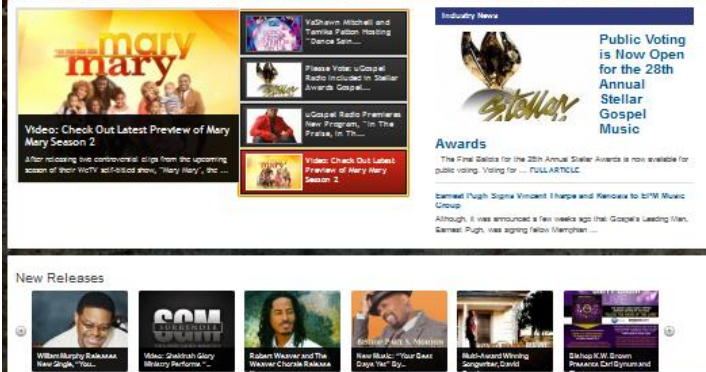 mary
mary
Video: Check Out Latest Preview of Mary
Mary Season 2
After releasing two controversial clips from the upcoming
season of their WeTV self-titled show, "Mary Mary", the ...
VaShawn Mitchell and
Tamika Patton Hosting
"Dance Sain...
Please Vote: uGospel
Radio Included in Stellar
Awards Gospel...
uGospel Radio Premieres
New Program, "In The
Praise, In Th...
Video: Check Out Latest
Preview of Mary Mary
Season 2
Industry News
Stellar
Public Voting
is Now Open
for the 28th
Annual
Stellar
Gospel
Music
Awards
The Final Ballots for the 28th Annual Stellar Awards is now available for
public voting. Voting for ... FULL ARTICLE
Earnest Pugh Signs Vincent Tharpe and Kenosis to EPM Music
Group
Although, it was announced a few weeks ago that Gospel's Leading Man,
Earnest Pugh, was signing fellow Memphian ...
New Releases
William Murphy Releases
New Single, "You...
SGM
SURRENDER
Video: Shekinah Glory
Ministry Performs "...
Robert Weaver and The
Weaver Chorale Release
Bishop Paul S. Morton
New Music: "Your Best
Days Yet" By...
Multi-Award Winning
Songwriter, David
Bishop K.W. Brown
Presents Earl Bynum and